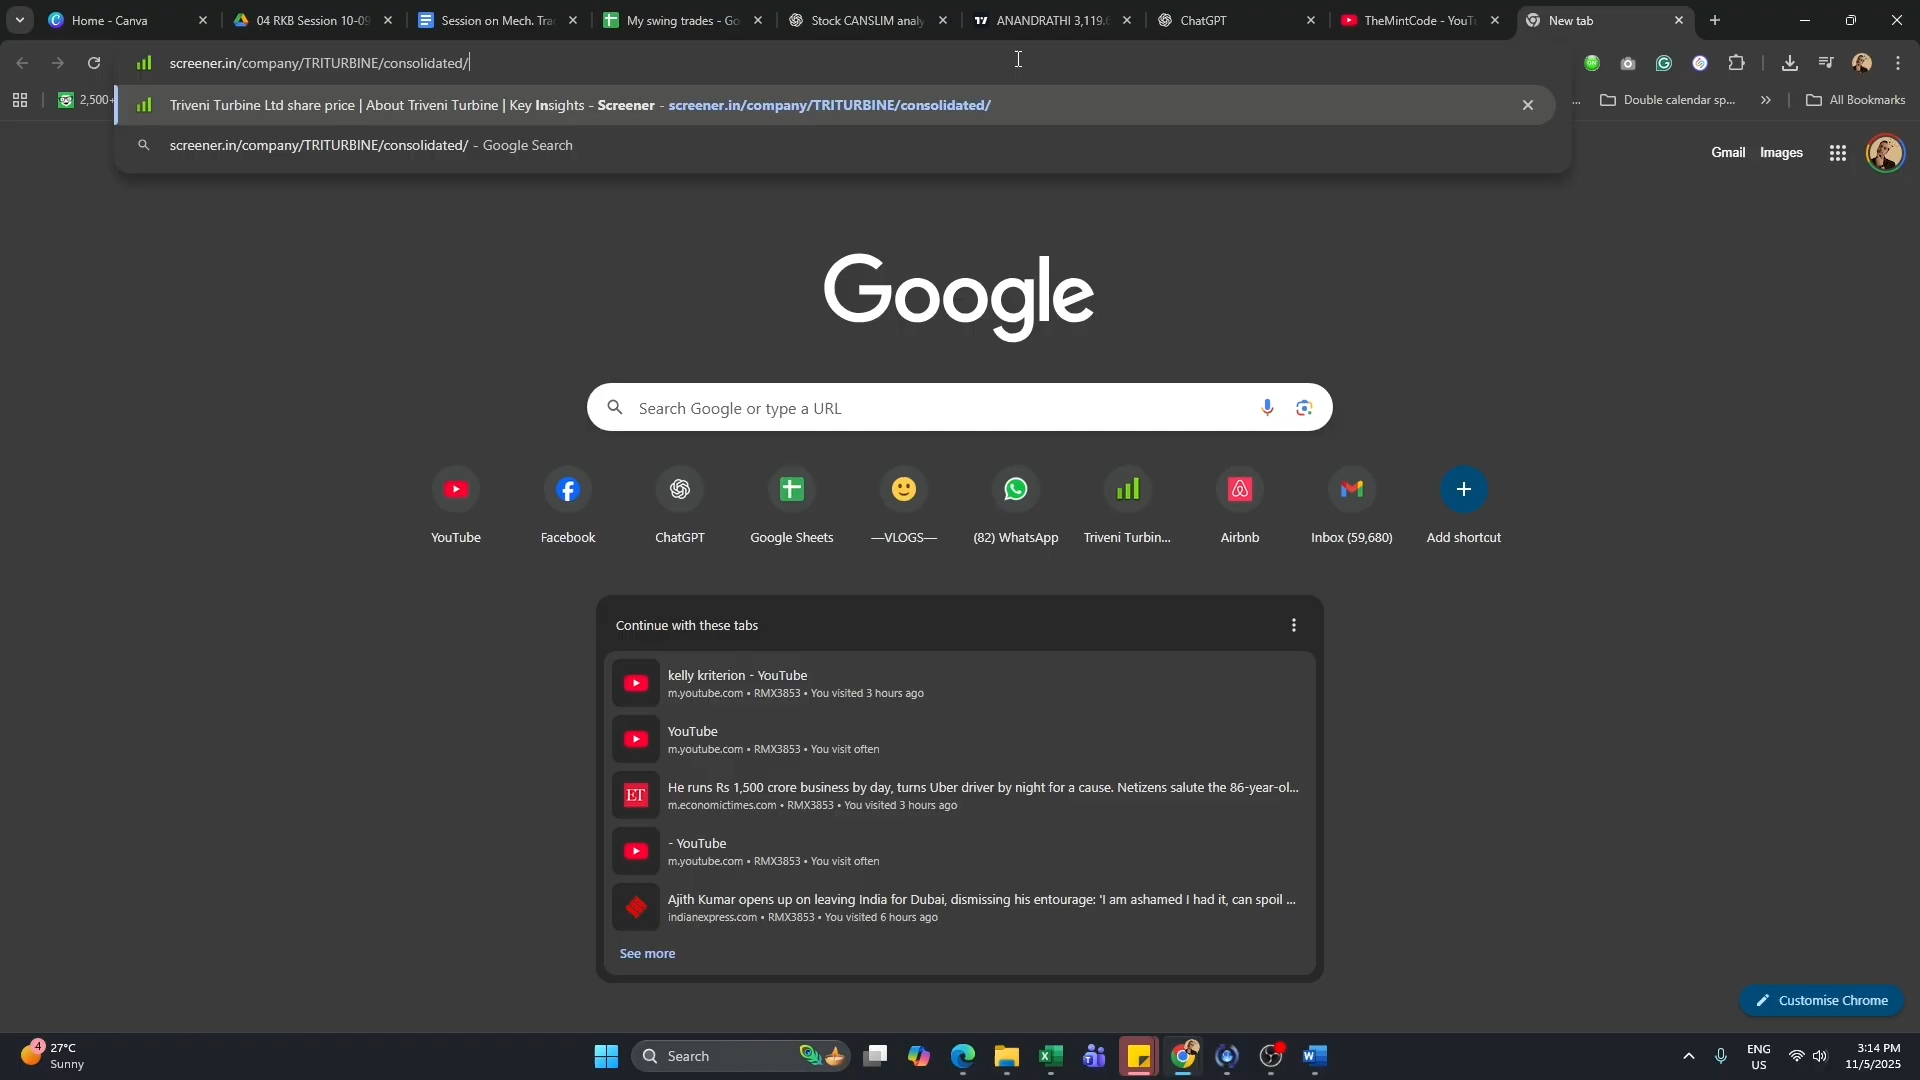 Home - Canva
04 RKB Session 10-09
Session on Mech. Tra
My swing trades - Go
Stock CANSLIM analy
ANANDRATHI 3,119.6
ChatGPT
TheMintCode - YouTu
New tab
screener.in/company/TRITURBINE/consolidated/
2,500+
Triveni Turbine Ltd share price | About Triveni Turbine | Key Insights - Screener - screener.in/company/TRITURBINE/consolidated/
... Double calendar sp... » All Bookmarks
screener.in/company/TRITURBINE/consolidated/ - Google Search
Gmail Images
Google
Search Google or type a URL
YouTube
Facebook
ChatGPT
Google Sheets
—VLOGS—
(82) WhatsApp
Triveni Turbin...
Airbnb
Inbox (59,680)
Add shortcut
Continue with these tabs
kelly kriterion - YouTube
m.youtube.com • RMX3853 • You visited 3 hours ago
YouTube
m.youtube.com • RMX3853 • You visit often
ET
He runs Rs 1,500 crore business by day, turns Uber driver by night for a cause. Netizens salute the 86-year-ol...
m.economictimes.com • RMX3853 • You visited 3 hours ago
- YouTube
m.youtube.com • RMX3853 • You visit often
Ajith Kumar opens up on leaving India for Dubai, dismissing his entourage: 'I am ashamed I had it, can spoil ...
indianexpress.com • RMX3853 • You visited 6 hours ago
See more
Customise Chrome
4
27°C
Sunny
Search
ENG
US
3:14 PM
11/5/2025